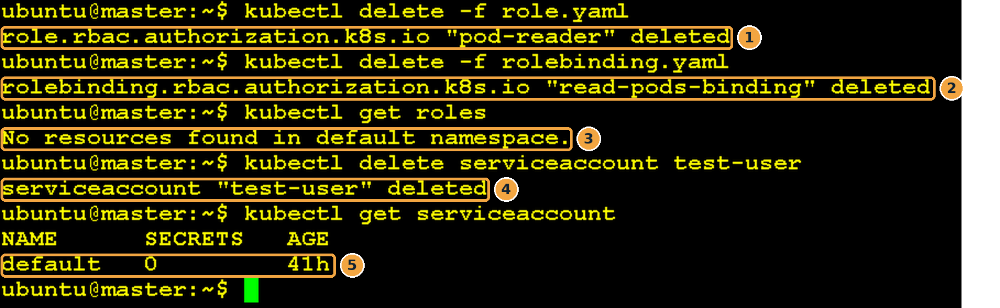 ubuntu@master:~$ kubectl delete -f role.yaml
role.rbac.authorization.k8s.io "pod-reader" deleted 1
ubuntu@master:~$ kubectl delete -f rolebinding.yaml
rolebinding.rbac.authorization.k8s.io "read-pods-binding" deleted 2
ubuntu@master:~$ kubectl get roles
No resources found in default namespace. 3
ubuntu@master:~$ kubectl delete serviceaccount test-user
serviceaccount "test-user" deleted 4
ubuntu@master:~$ kubectl get serviceaccount
NAME      SECRETS   AGE
default   0         41h 5
ubuntu@master:~$